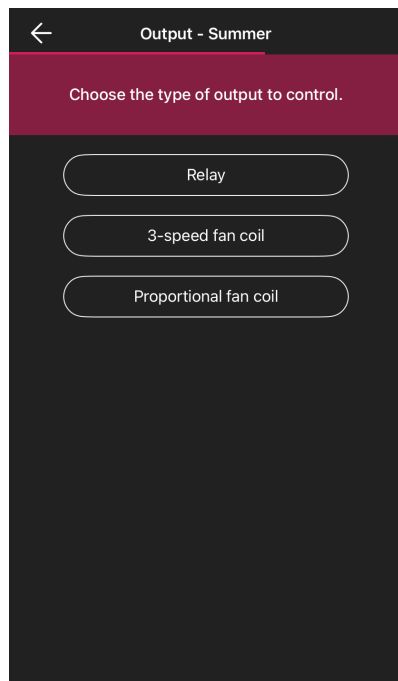 Output - Summer
Choose the type of output to control.
Relay
3-speed fan coil
Proportional fan coil